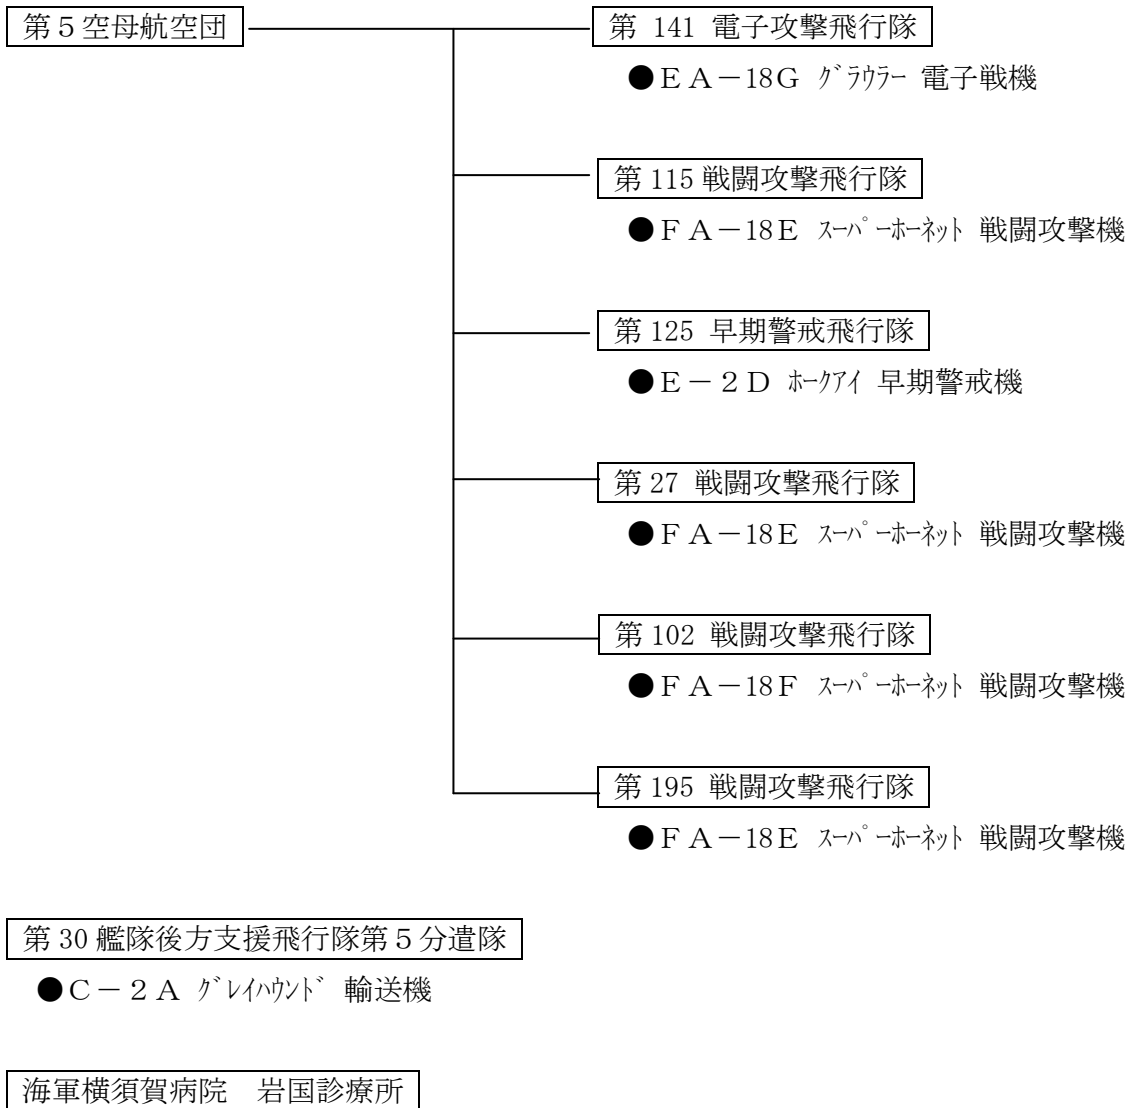 第５空母航空団
第 141 電子攻撃飛行隊
●ＥＡ－18Ｇ ｸﾞﾗｳﾗｰ 電子戦機
第 115 戦闘攻撃飛行隊
●ＦＡ－18Ｅ ｽｰﾊﾟｰﾎｰﾈｯﾄ 戦闘攻撃機
第 125 早期警戒飛行隊
●Ｅ－２Ｄ ﾎｰｸｱｲ 早期警戒機
第 27 戦闘攻撃飛行隊
●ＦＡ－18Ｅ ｽｰﾊﾟｰﾎｰﾈｯﾄ 戦闘攻撃機
第 102 戦闘攻撃飛行隊
●ＦＡ－18Ｆ ｽｰﾊﾟｰﾎｰﾈｯﾄ 戦闘攻撃機
第 195 戦闘攻撃飛行隊
●ＦＡ－18Ｅ ｽｰﾊﾟｰﾎｰﾈｯﾄ 戦闘攻撃機
第 30 艦隊後方支援飛行隊第５分遣隊
●Ｃ－２Ａ ｸﾞﾚｲﾊｳﾝﾄﾞ 輸送機
海軍横須賀病院　岩国診療所